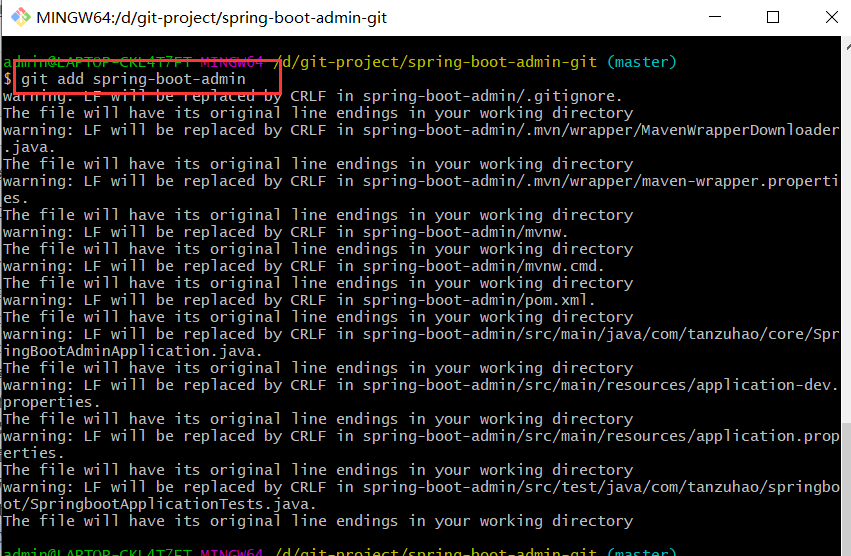 MINGW64:/d/git-project/spring-boot-admin-git
admin@LAPTOP-CKL4T7FT MINGW64 /d/git-project/spring-boot-admin-git (master)
$ git add spring-boot-admin
warning: LF will be replaced by CRLF in spring-boot-admin/.gitignore.
The file will have its original line endings in your working directory
warning: LF will be replaced by CRLF in spring-boot-admin/.mvn/wrapper/MavenWrapperDownloader
.java.
The file will have its original line endings in your working directory
warning: LF will be replaced by CRLF in spring-boot-admin/.mvn/wrapper/maven-wrapper.properti
es.
The file will have its original line endings in your working directory
warning: LF will be replaced by CRLF in spring-boot-admin/mvnw.
The file will have its original line endings in your working directory
warning: LF will be replaced by CRLF in spring-boot-admin/mvnw.cmd.
The file will have its original line endings in your working directory
warning: LF will be replaced by CRLF in spring-boot-admin/pom.xml.
The file will have its original line endings in your working directory
warning: LF will be replaced by CRLF in spring-boot-admin/src/main/java/com/tanzuhao/core/Spr
ingBootAdminApplication.java.
The file will have its original line endings in your working directory
warning: LF will be replaced by CRLF in spring-boot-admin/src/main/resources/application-dev.
properties.
The file will have its original line endings in your working directory
warning: LF will be replaced by CRLF in spring-boot-admin/src/main/resources/application.prop
erties.
The file will have its original line endings in your working directory
warning: LF will be replaced by CRLF in spring-boot-admin/src/test/java/com/tanzuhao/springbo
ot/SpringbootApplicationTests.java.
The file will have its original line endings in your working directory
admin@LAPTOP-CKL4T7FT MINGW64 /d/git-project/spring-boot-admin-git (master)